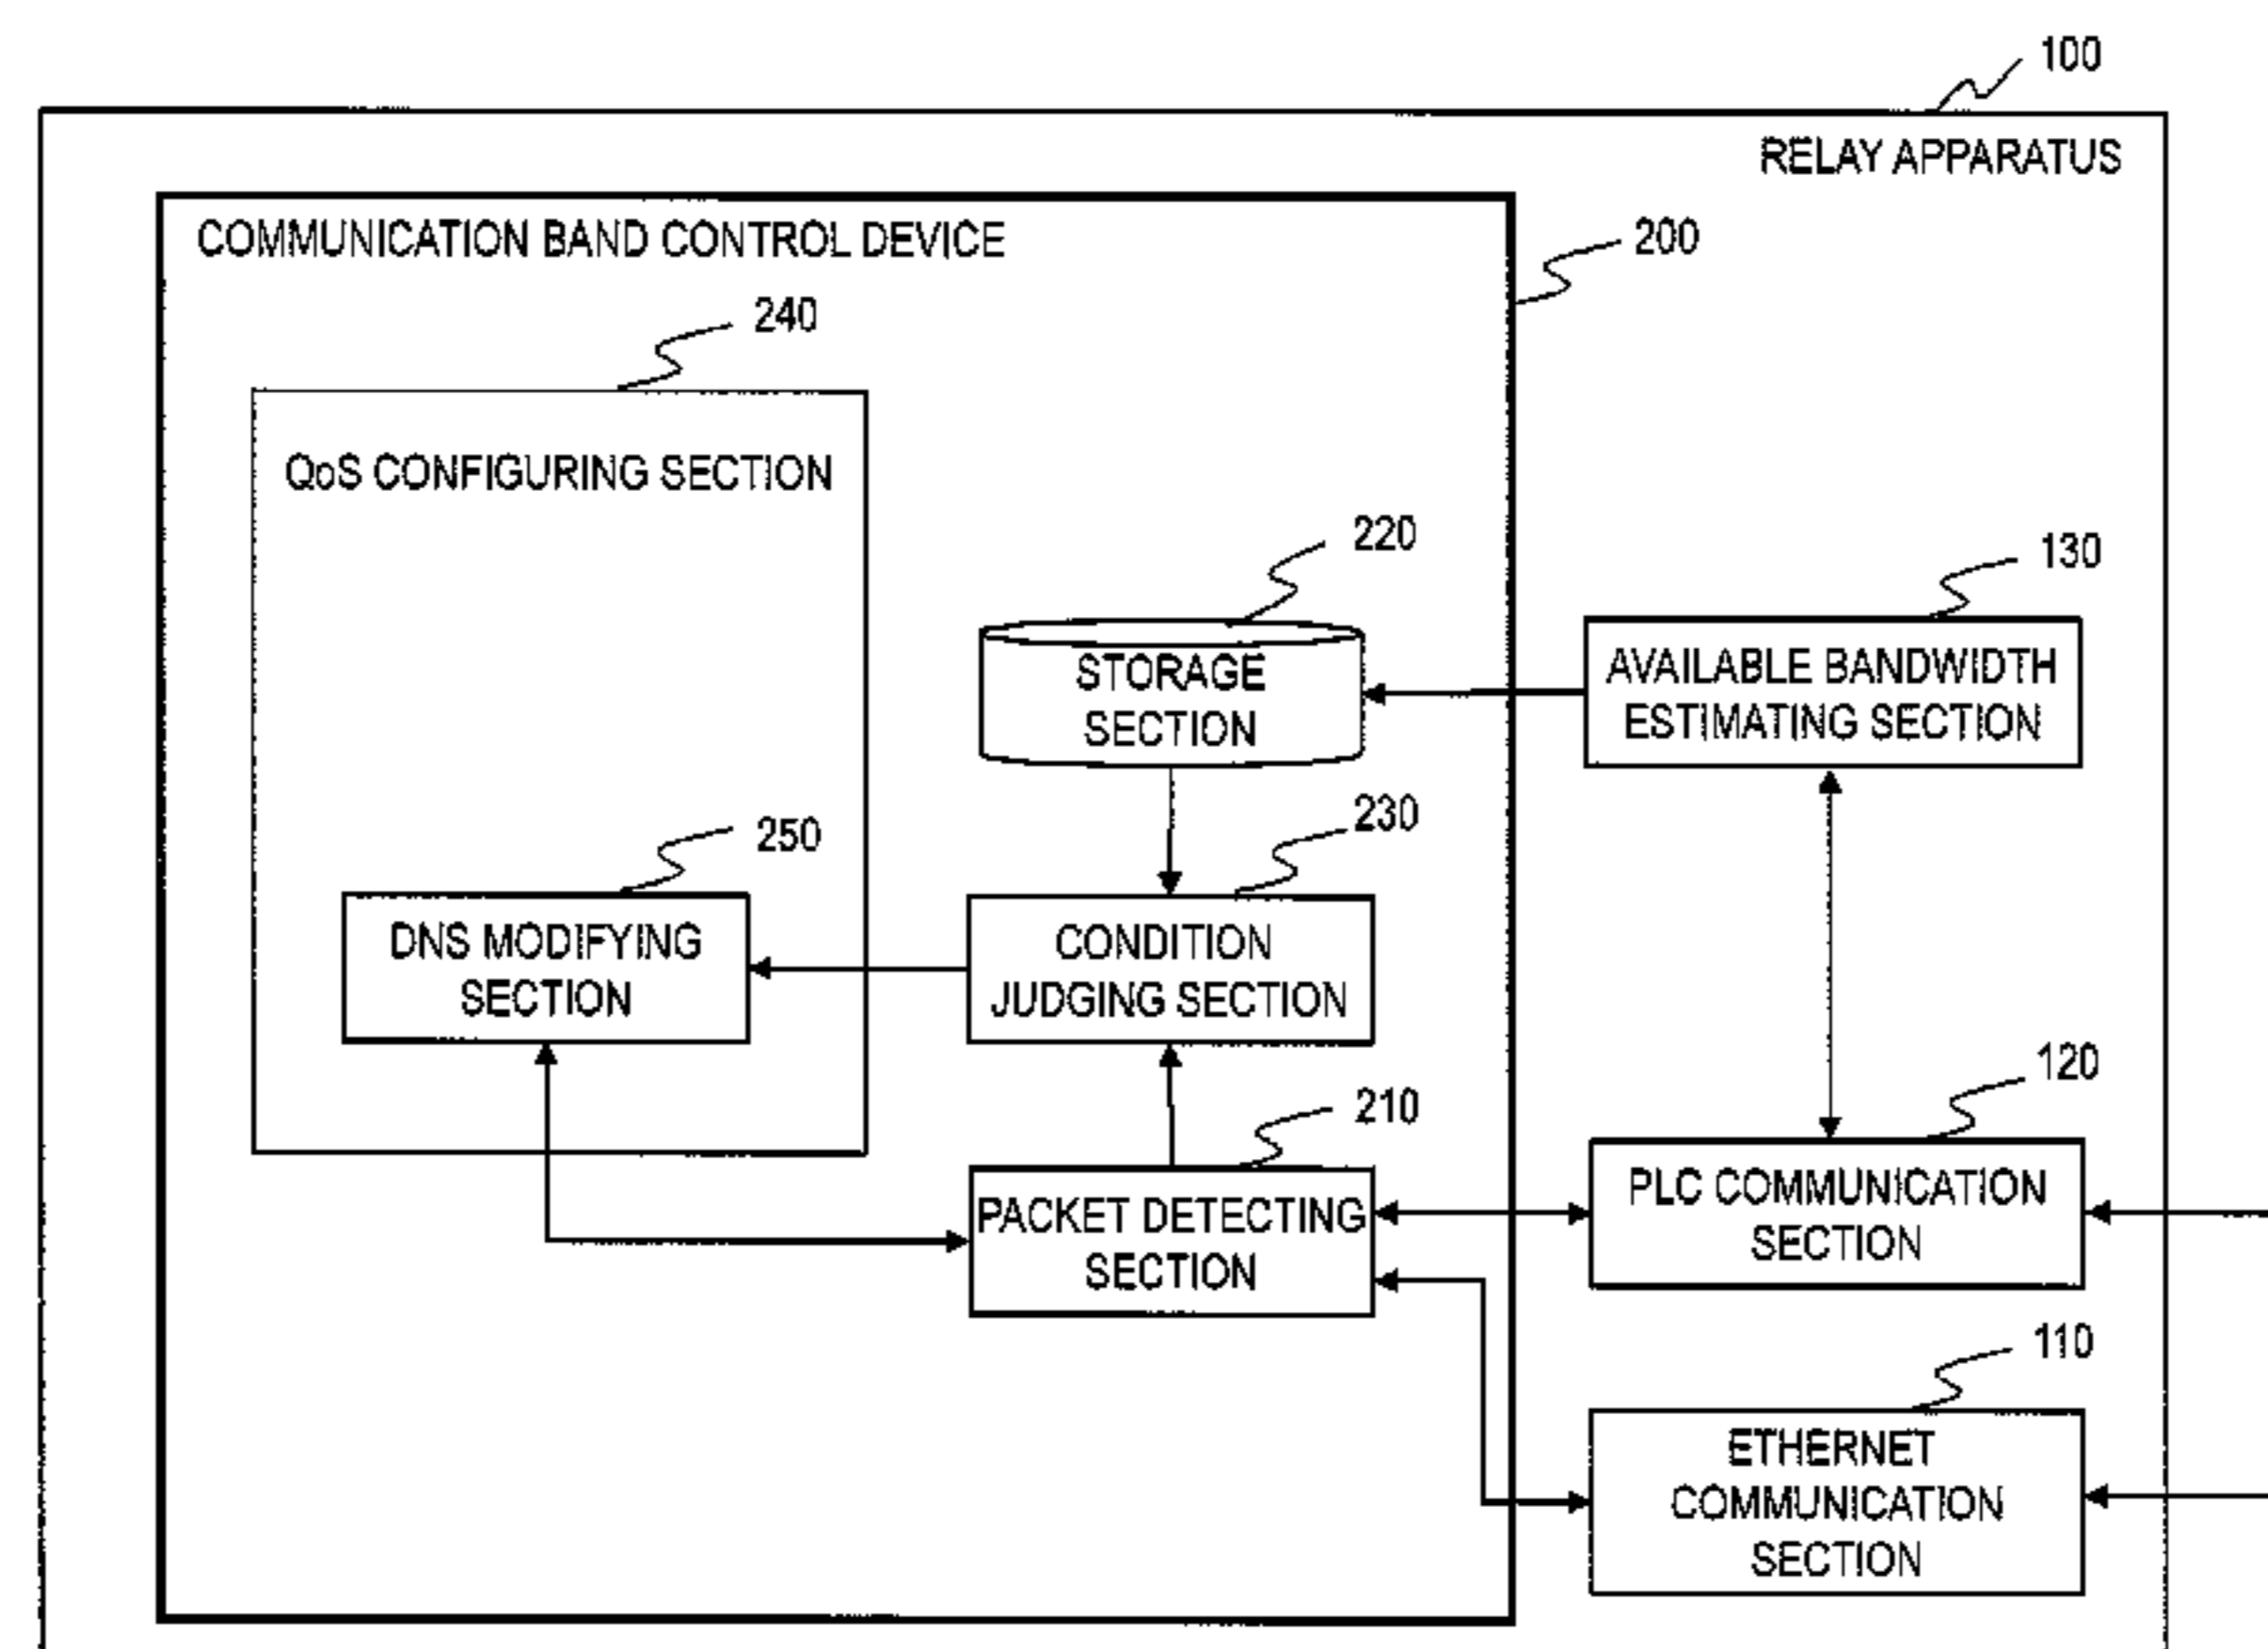 100
RELAY APPARATUS
COMMUNICATION BAND CONTROL DEVICE
200
240
QoS CONFIGURING SECTION
220
130
STORAGE
SECTION
AVAILABLE BANDWIDTH
ESTIMATING SECTION
250
230
DNS MODIFYING
SECTION
CONDITION
JUDGING SECTION
120
210
PLC COMMUNICATION
SECTION
PACKET DETECTING
SECTION
110
ETHERNET
COMMUNICATION
SECTION